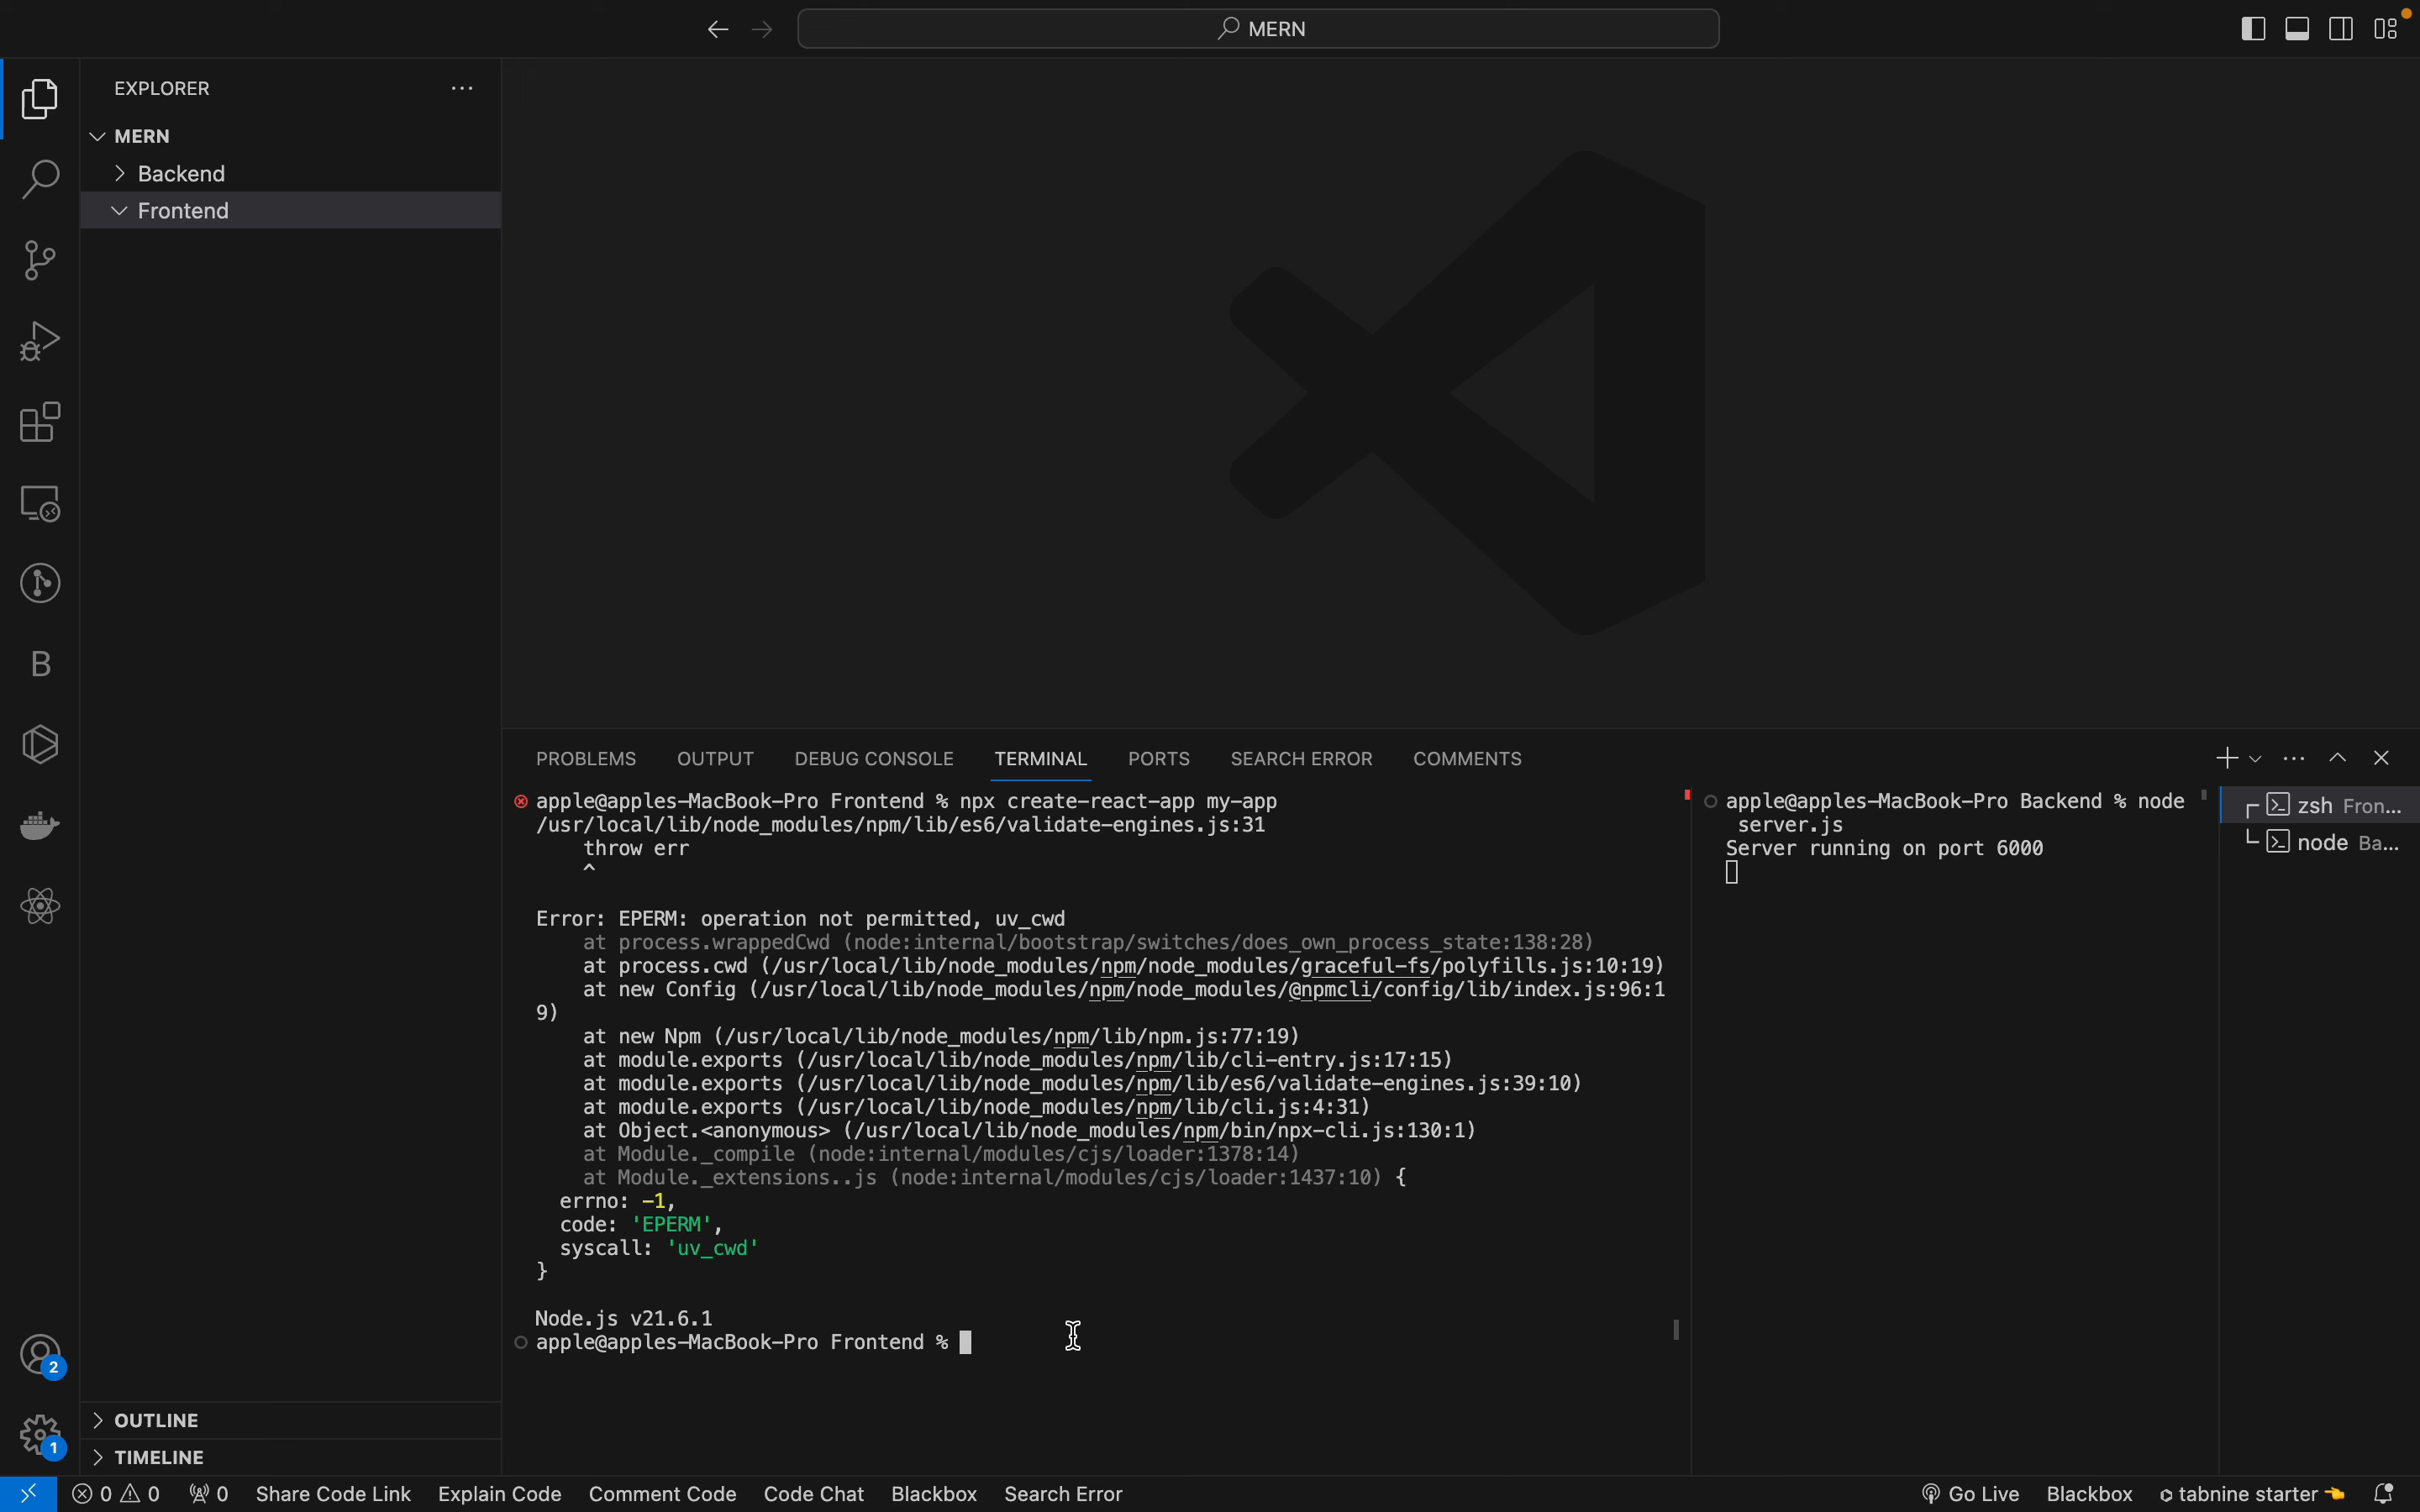 MERN
EXPLORER
MERN
Backend
Frontend
B
PROBLEMS OUTPUT DEBUG CONSOLE TERMINAL PORTS SEARCH ERROR COMMENTS
apple@apples-MacBook-Pro Frontend % npx create-react-app my-app
/usr/local/lib/node_modules/npm/lib/es6/validate-engines.js:31
throw err
^
Error: EPERM: operation not permitted, uv_cwd
at process.wrappedCwd (node:internal/bootstrap/switches/does_own_process_state:138:28)
at process.cwd (/usr/local/lib/node_modules/npm/node_modules/graceful-fs/polyfills.js:10:19)
at new Config (/usr/local/lib/node_modules/npm/node_modules/@npmcli/config/lib/index.js:96:1
9)
at new Npm (/usr/local/lib/node_modules/npm/lib/npm.js:77:19)
at module.exports (/usr/local/lib/node_modules/npm/lib/cli-entry.js:17:15)
at module.exports (/usr/local/lib/node_modules/npm/lib/es6/validate-engines.js:39:10)
at module.exports (/usr/local/lib/node_modules/npm/lib/cli.js:4:31)
at Object.<anonymous> (/usr/local/lib/node_modules/npm/bin/npx-cli.js:130:1)
at Module._compile (node:internal/modules/cjs/loader:1378:14)
at Module._extensions..js (node:internal/modules/cjs/loader:1437:10) {
errno: -1,
code: 'EPERM',
syscall: 'uv_cwd'
}
Node.js v21.6.1
apple@apples-MacBook-Pro Frontend %
apple@apples-MacBook-Pro Backend % node
server.js
Server running on port 6000
zsh Fron...
node Ba...
2
1
OUTLINE
TIMELINE
0 0 0 Share Code Link Explain Code Comment Code Code Chat Blackbox Search Error Go Live Blackbox tabnine starter